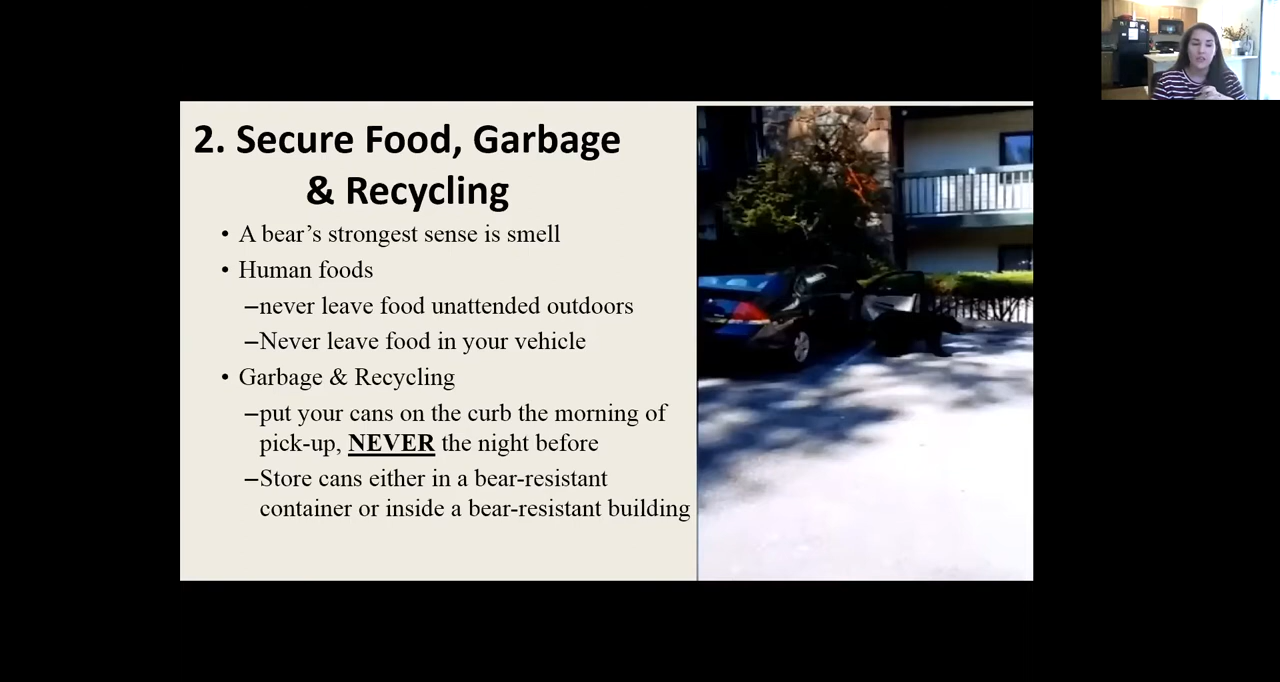 2. Secure Food, Garbage
& Recycling
• A bear’s strongest sense is smell
• Human foods
–never leave food unattended outdoors
–Never leave food in your vehicle
• Garbage & Recycling
–put your cans on the curb the morning of
pick-up, NEVER the night before
–Store cans either in a bear-resistant
container or inside a bear-resistant building